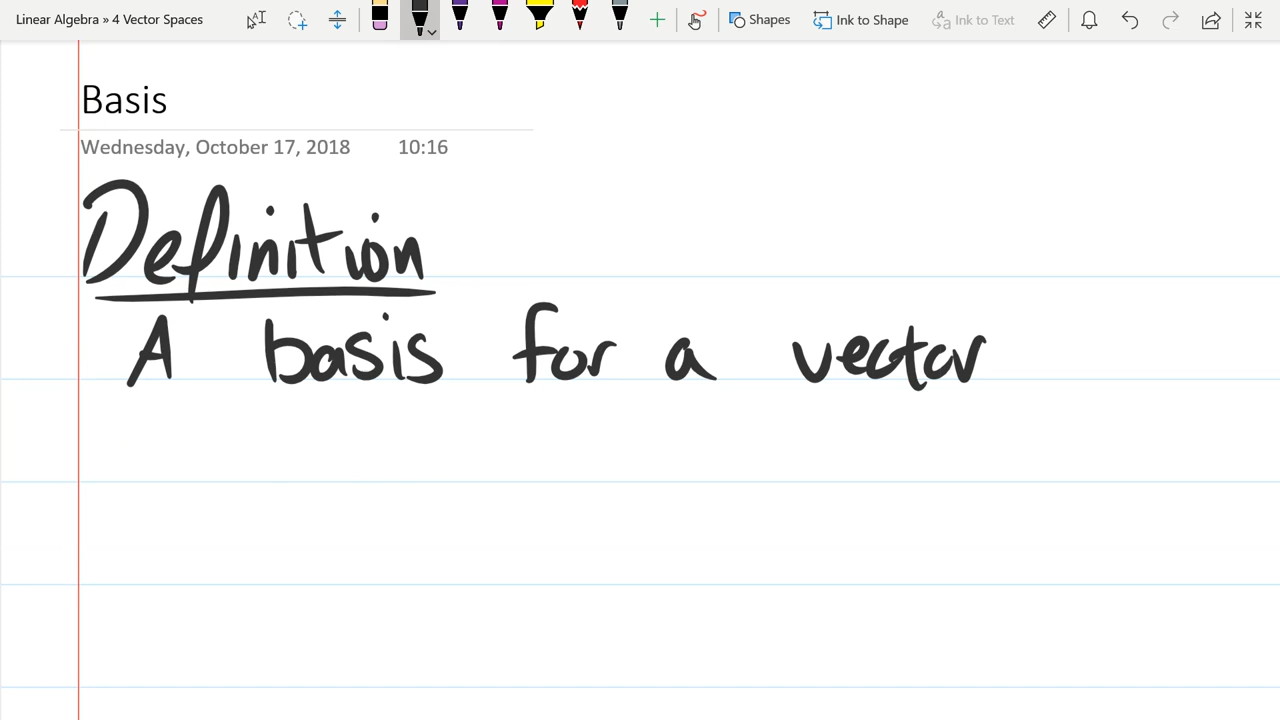 Linear Algebra » 4 Vector Spaces
Shapes
Ink to Shape
Ink to Text
Basis
Wednesday, October 17, 2018 10:16
Definition
A basis for a vector